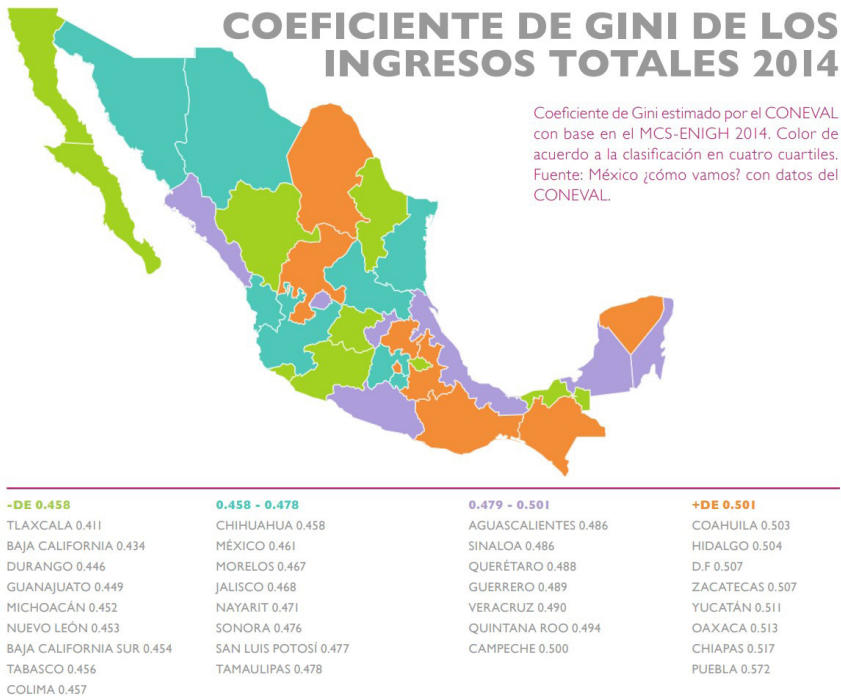 COEFICIENTE DE GINI DE LOS
INGRESOS TOTALES 2014
Coeficiente de Gini estimado por el CONEVAL
con base en el MCS-ENIGH 2014. Color de
acuerdo a la clasificación en cuatro cuartiles.
Fuente: México ¿cómo vamos? con datos del
CONEVAL.
-DE 0.458
TLAXCALA 0.411
BAJA CALIFORNIA 0.434
DURANGO 0.446
GUANAJUATO 0.449
MICHOACÁN 0.452
NUEVO LEÓN 0.453
BAJA CALIFORNIA SUR 0.454
TABASCO 0.456
COLIMA 0.457
0.458 - 0.478
CHIHUAHUA 0.458
MÉXICO 0.461
MORELOS 0.467
JALISCO 0.468
NAYARIT 0.471
SONORA 0.476
SAN LUIS POTOSÍ 0.477
TAMAULIPAS 0.478
0.479 - 0.501
AGUASCALIENTES 0.486
SINALOA 0.486
QUERÉTARO 0.488
GUERRERO 0.489
VERACRUZ 0.490
QUINTANA ROO 0.494
CAMPECHE 0.500
+DE 0.501
COAHUILA 0.503
HIDALGO 0.504
D.F 0.507
ZACATECAS 0.507
YUCATÁN 0.511
OAXACA 0.513
CHIAPAS 0.517
PUEBLA 0.572